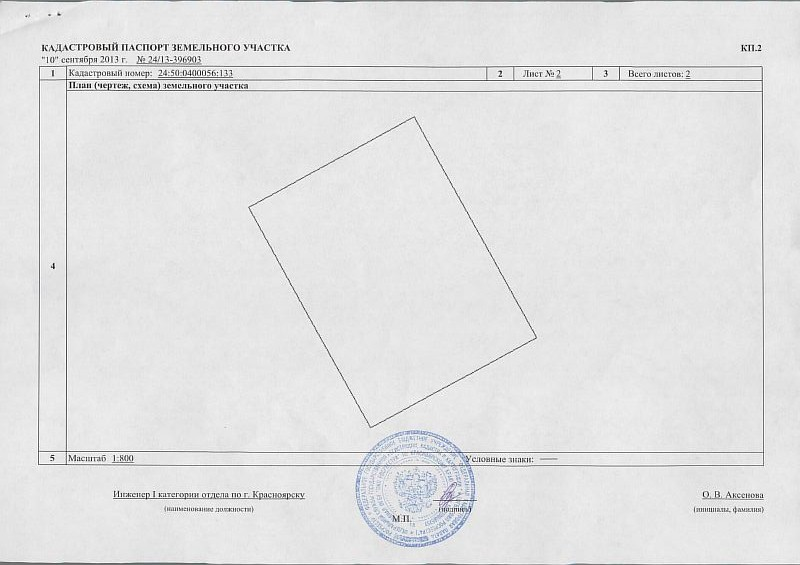 КАДАСТРОВЫЙ ПАСПОРТ ЗЕМЕЛЬНОГО УЧАСТКА КП.2
"10" сентября 2013 г. № 24/13-396903
1 Кадастровый номер: 24:50:0400056:133 2 Лист № 2 3 Всего листов: 2
План (чертеж, схема) земельного участка
4
5 Масштаб 1:800 Условные знаки:
Инженер I категории отдела по г. Красноярску О. В. Аксенова
(наименование должности) (подпись) (инициалы, фамилия)
М.П.